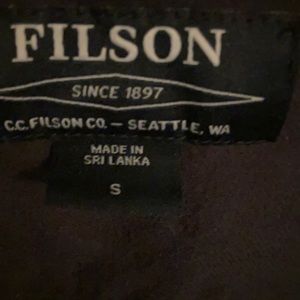 FILSON
SINCE 1897
C.C. FILSON CO. – SEATTLE, WA
MADE IN
SRI LANKA
S